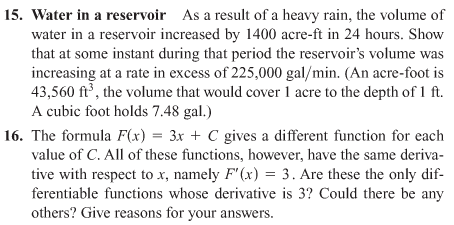 15. Water in a reservoir As a result of a heavy rain, the volume of
water in a reservoir increased by 1400 acre-ft in 24 hours. Show
that at some instant during that period the reservoir's volume was
increasing at a rate in excess of 225,000 gal/min. (An acre-foot is
43,560 ft³, the volume that would cover 1 acre to the depth of 1 ft.
A cubic foot holds 7.48 gal.)
16. The formula F(x) = 3x + C gives a different function for each
value of C. All of these functions, however, have the same deriva-
tive with respect to x, namely F′(x) = 3. Are these the only dif-
ferentiable functions whose derivative is 3? Could there be any
others? Give reasons for your answers.